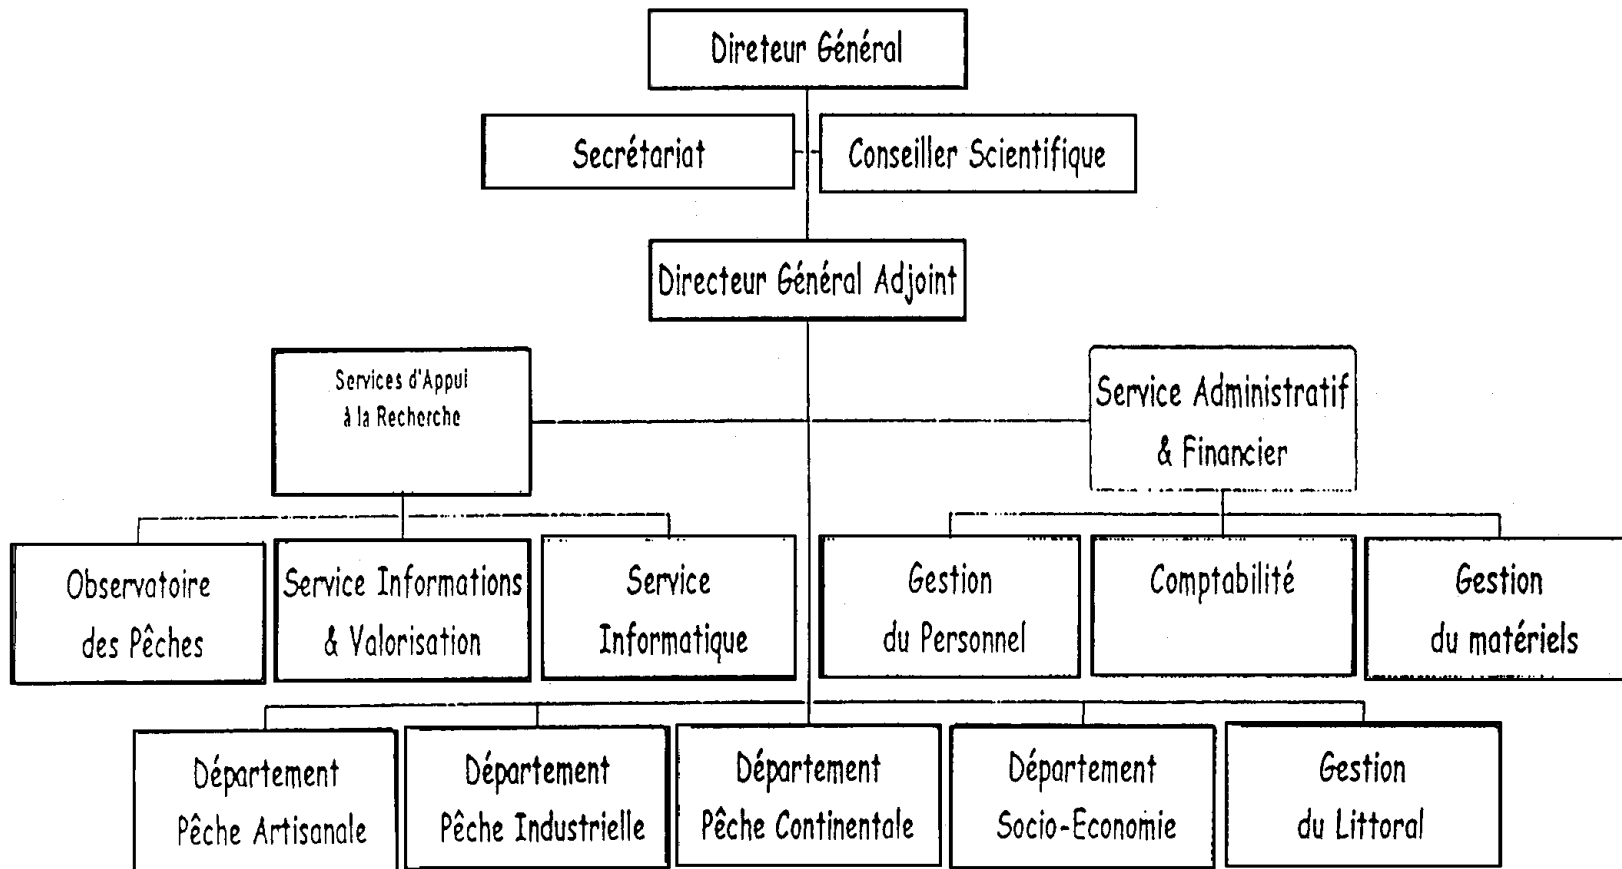 Direteur Général
Secrétariat
Conseiller Scientifique
Directeur Général Adjoint
Services d'Appui
à la Recherche
Service Administratif
& Financier
Observatoire
des Pêches
Service Informations
& Valorisation
Service
Informatique
Gestion
du Personnel
Comptabilité
Gestion
du matériels
Département
Pêche Artisanale
Département
Pêche Industrielle
Département
Pêche Continentale
Département
Socio-Economie
Gestion
du Littoral